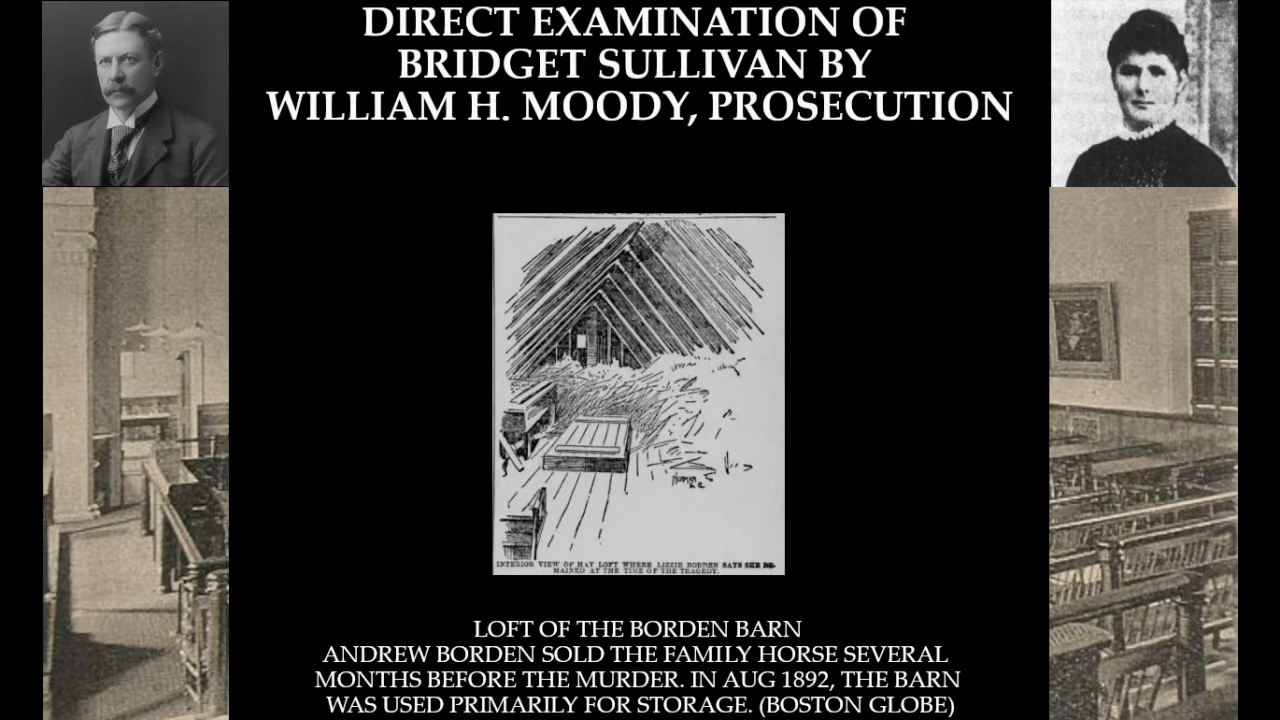 DIRECT EXAMINATION OF
BRIDGET SULLIVAN BY
WILLIAM H. MOODY, PROSECUTION
INTERIOR VIEW OF HAY LOFT WHERE LIZZIE BORDEN SAYS SHE RE-
MAINED AT THE TIME OF THE TRAGEDY.
LOFT OF THE BORDEN BARN
ANDREW BORDEN SOLD THE FAMILY HORSE SEVERAL
MONTHS BEFORE THE MURDER. IN AUG 1892, THE BARN
WAS USED PRIMARILY FOR STORAGE. (BOSTON GLOBE)